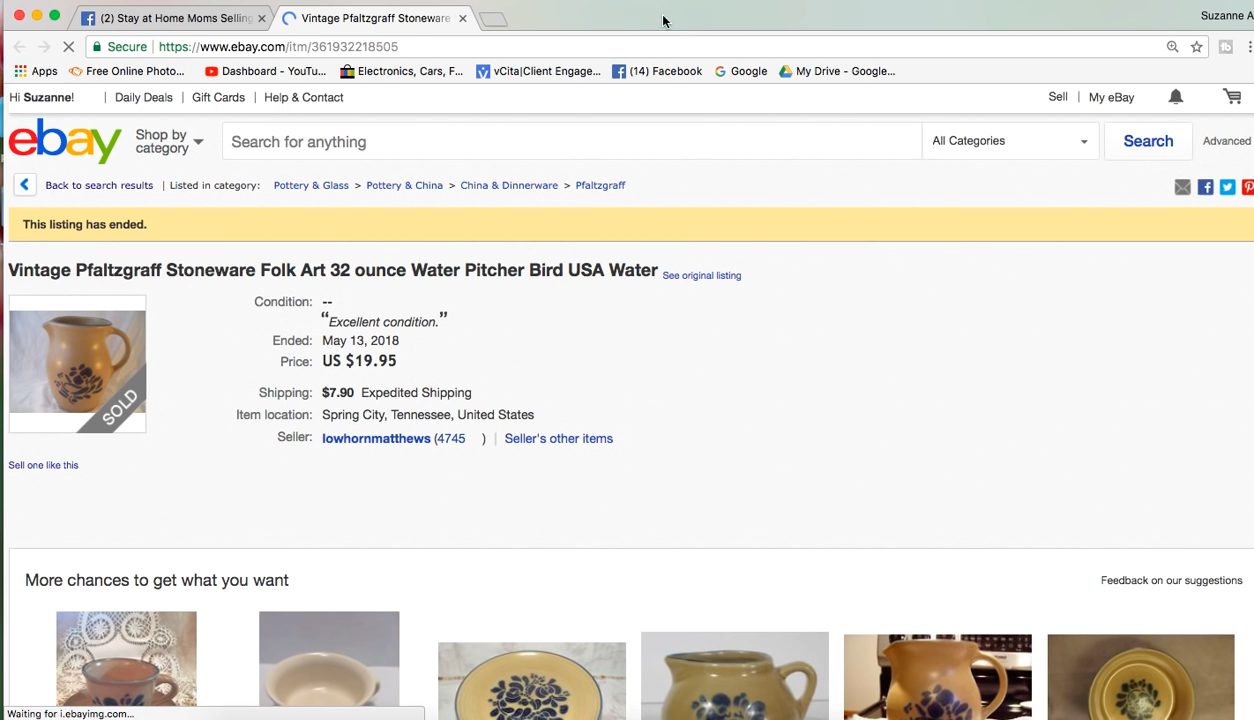 (2) Stay at Home Moms Selling
Vintage Pfaltzgraff Stoneware
Suzanne A
Secure | https://www.ebay.com/itm/361932218505
Apps
Free Online Photo...
Dashboard - YouTu...
Electronics, Cars, F...
vCita|Client Engage...
(14) Facebook
Google
My Drive - Google...
Hi Suzanne!
Daily Deals
Gift Cards
Help & Contact
Sell
My eBay
ebay
Shop by category
Search for anything
All Categories
Search
Advanced
Back to search results | Listed in category: Pottery & Glass > Pottery & China > China & Dinnerware > Pfaltzgraff
This listing has ended.
Vintage Pfaltzgraff Stoneware Folk Art 32 ounce Water Pitcher Bird USA Water See original listing
SOLD
Condition: --
“Excellent condition.”
Ended: May 13, 2018
Price: US $19.95
Shipping: $7.90 Expedited Shipping
Item location: Spring City, Tennessee, United States
Seller: lowhornmatthews (4745 ) | Seller's other items
Sell one like this
More chances to get what you want
Feedback on our suggestions
Waiting for i.ebayimg.com...